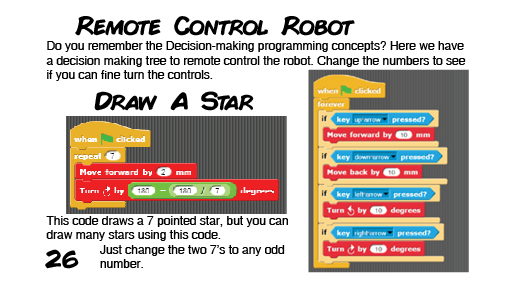 Remote Control Robot
Do you remember the Decision-making programming concepts? Here we have
a decision making tree to remote control the robot. Change the numbers to see
if you can fine turn the controls.
Draw A Star
when clicked
repeat 7
Move forward by 2 mm
Turn by 180 - 180 / 7 degrees
This code draws a 7 pointed star, but you can
draw many stars using this code.
Just change the two 7's to any odd
number.
26
when clicked
forever
if key up arrow pressed?
Move forward by 10 mm
if key down arrow pressed?
Move back by 10 mm
if key left arrow pressed?
Turn by 10 degrees
if key right arrow pressed?
Turn by 10 degrees